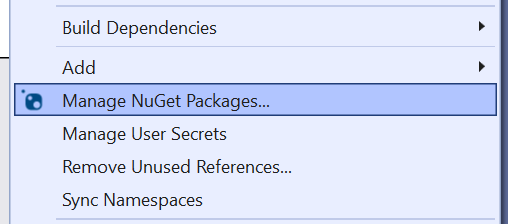 Build Dependencies
Add
Manage NuGet Packages...
Manage User Secrets
Remove Unused References...
Sync Namespaces